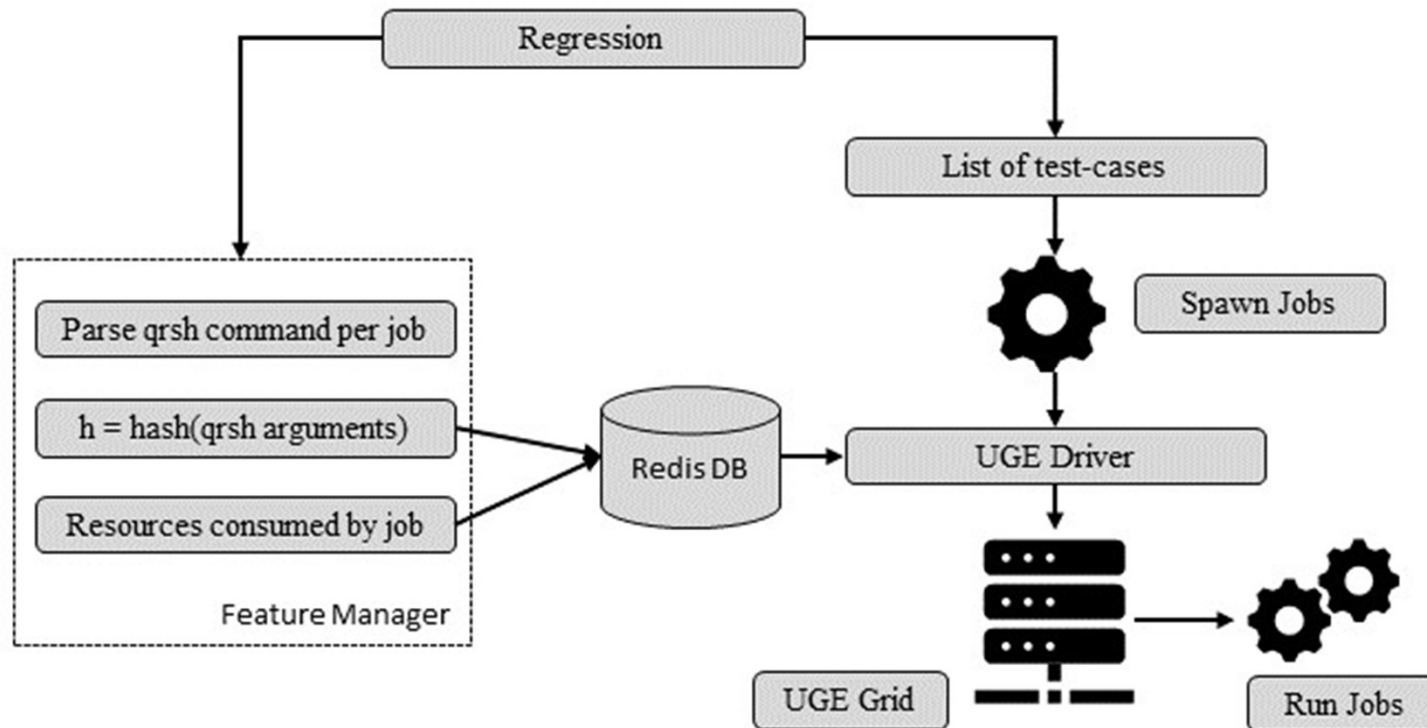 Regression
List of test-cases
Spawn Jobs
Parse qrsh command per job
h = hash(qrsh arguments)
Resources consumed by job
Feature Manager
Redis DB
UGE Driver
UGE Grid
Run Jobs